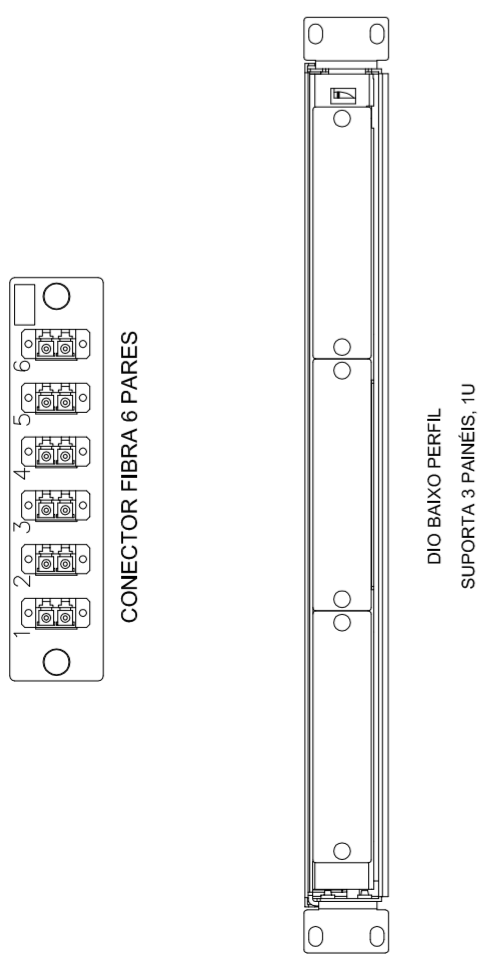 1 2 3 4 5 6
CONECTOR FIBRA 6 PARES
DIO BAIXO PERFIL
SUPORTA 3 PAINÉIS, 1U